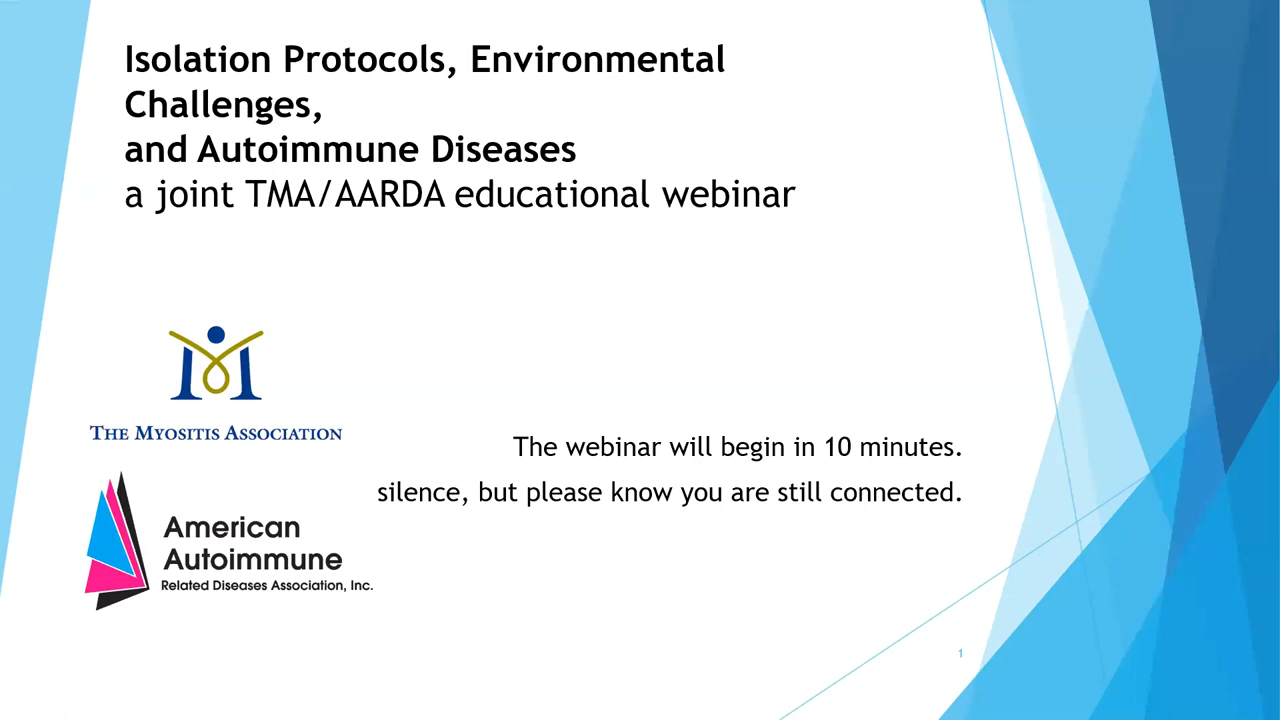 Isolation Protocols, Environmental
Challenges,
and Autoimmune Diseases
a joint TMA/AARDA educational webinar
THE MYOSITIS ASSOCIATION
The webinar will begin in 10 minutes.
silence, but please know you are still connected.
American
Autoimmune
Related Diseases Association, Inc.
1